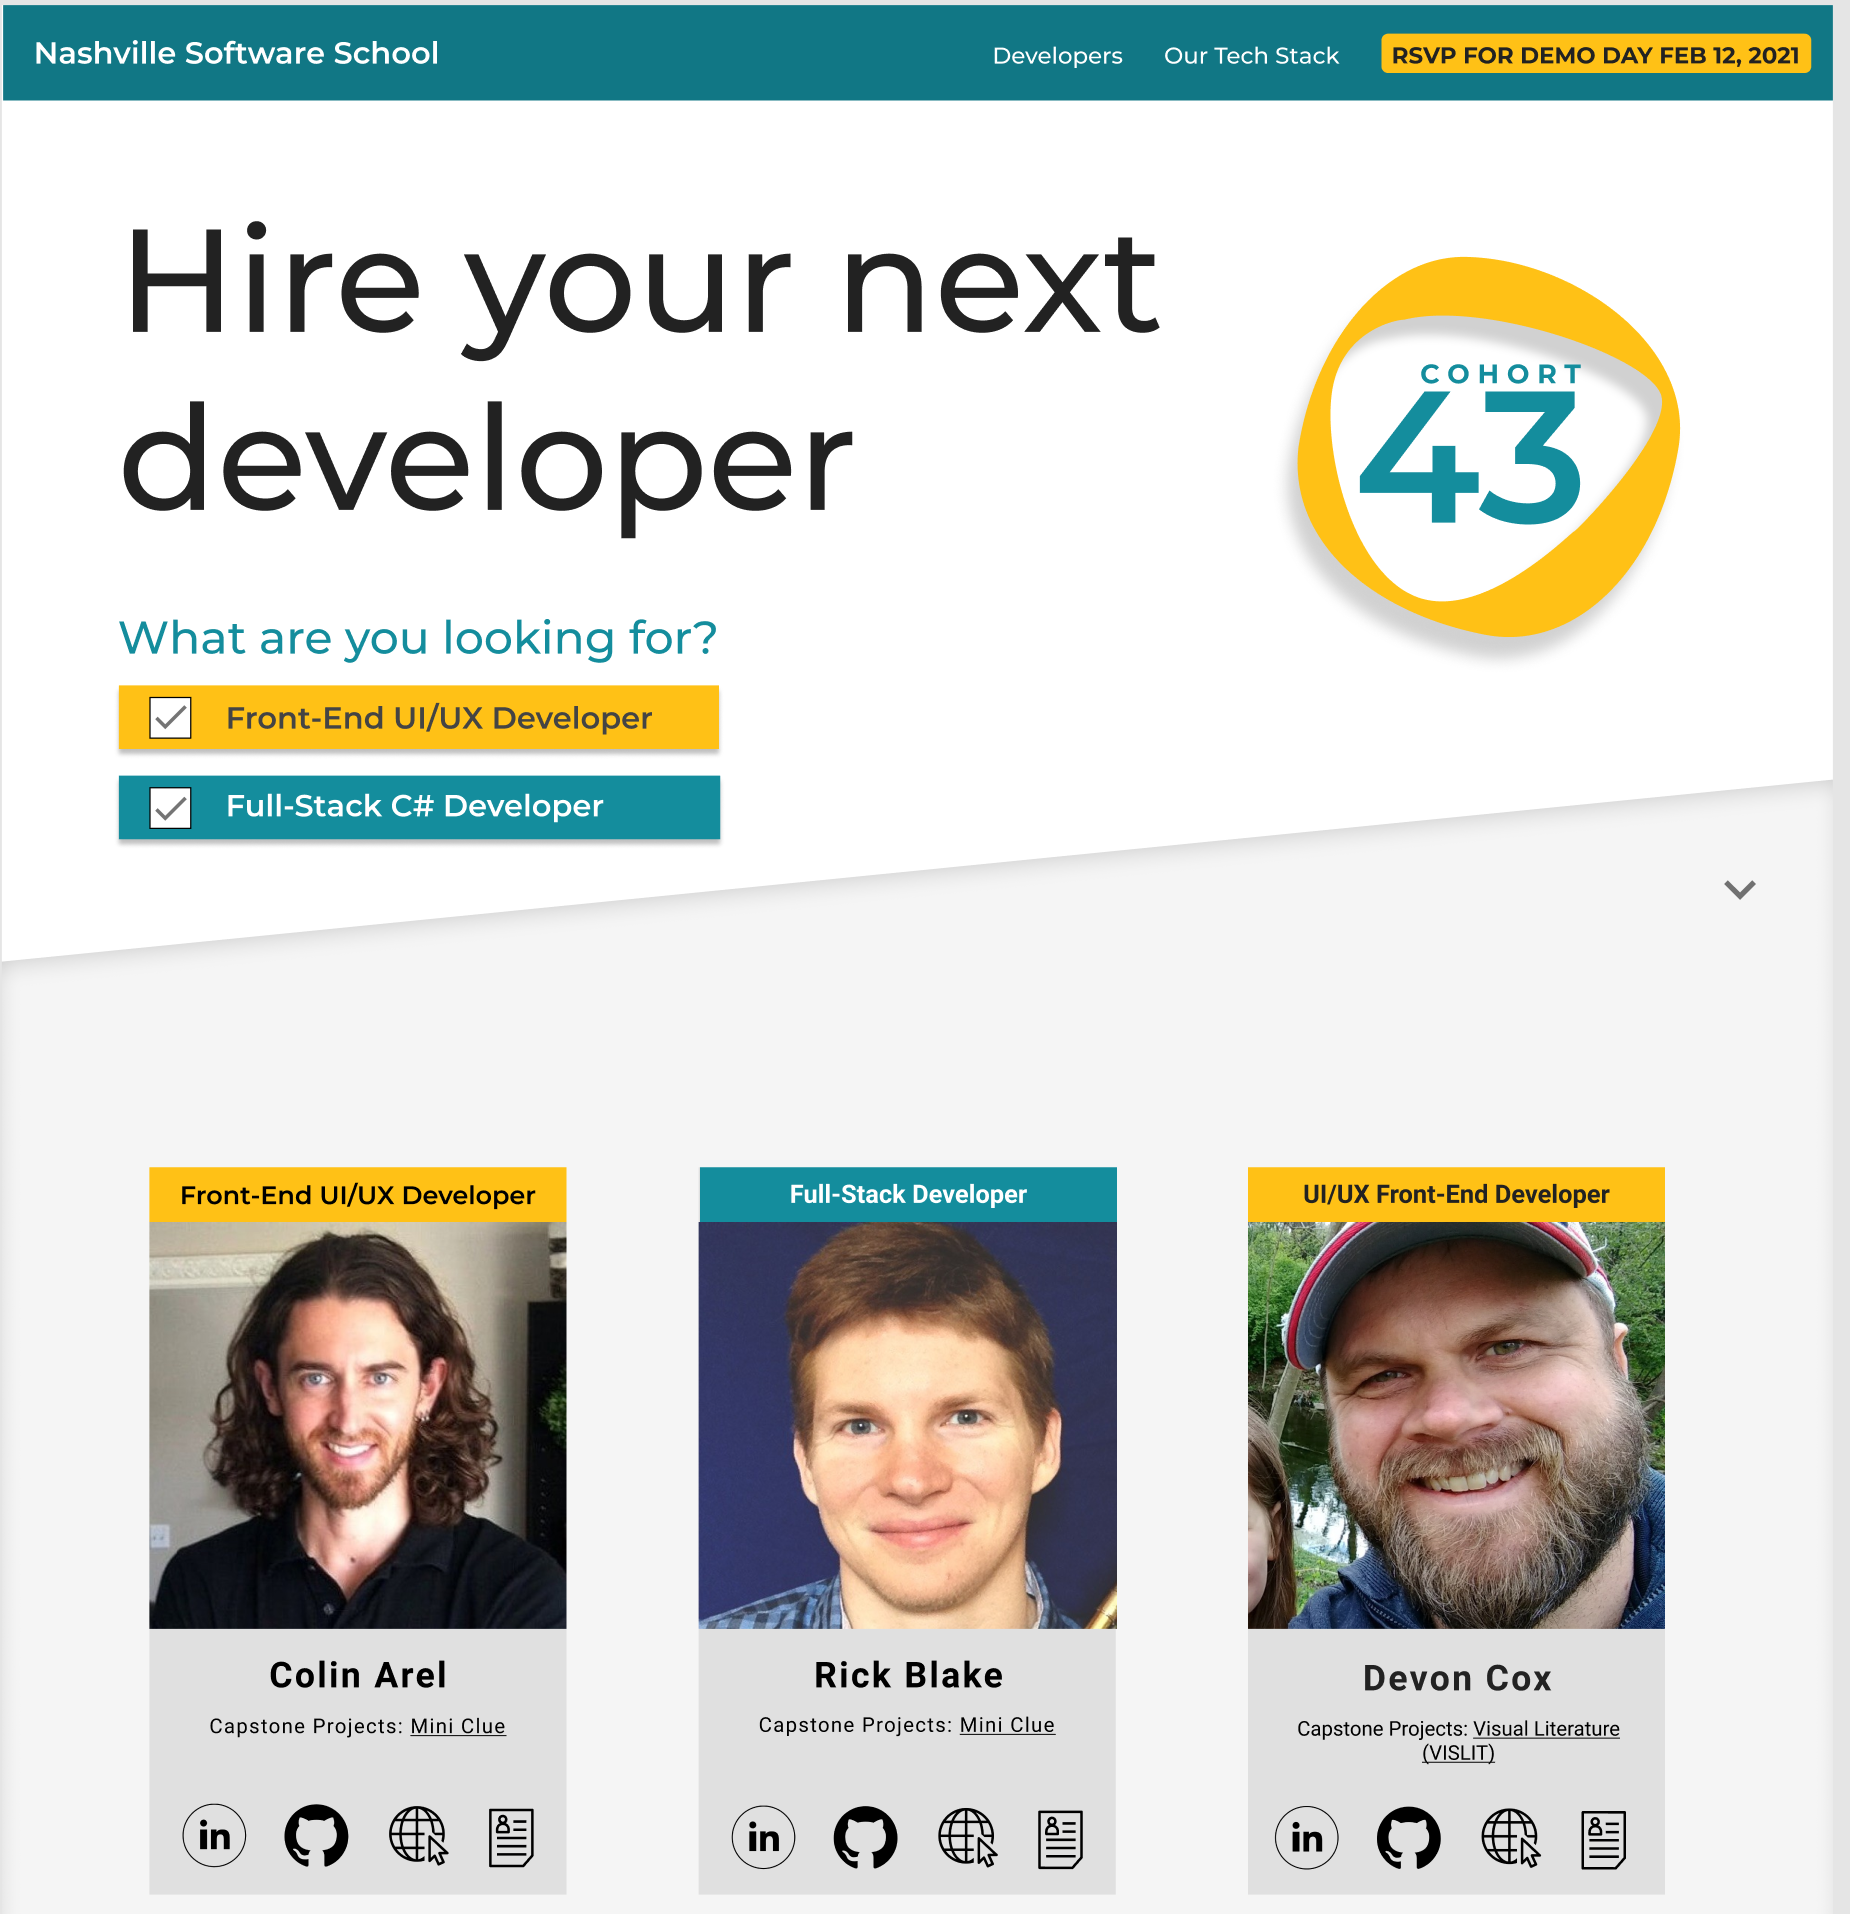 Nashville Software School
Developers
Our Tech Stack
RSVP FOR DEMO DAY FEB 12, 2021
Hire your next
developer
COHORT
43
What are you looking for?
Front-End UI/UX Developer
Full-Stack C# Developer
Front-End UI/UX Developer
Colin Arel
Capstone Projects: Mini Clue
in
Full-Stack Developer
Rick Blake
Capstone Projects: Mini Clue
in
UI/UX Front-End Developer
Devon Cox
Capstone Projects: Visual Literature
(VISLIT)
in